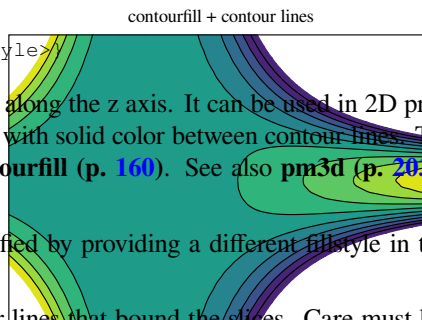 contourfill + contour lines
yle>}
along the z axis. It can be used in 2D
with solid color between contour lines.
ourfill (p. 160). See also pm3d (p. 20
fied by providing a different fillstyle in
lines that bound the slices. Care must